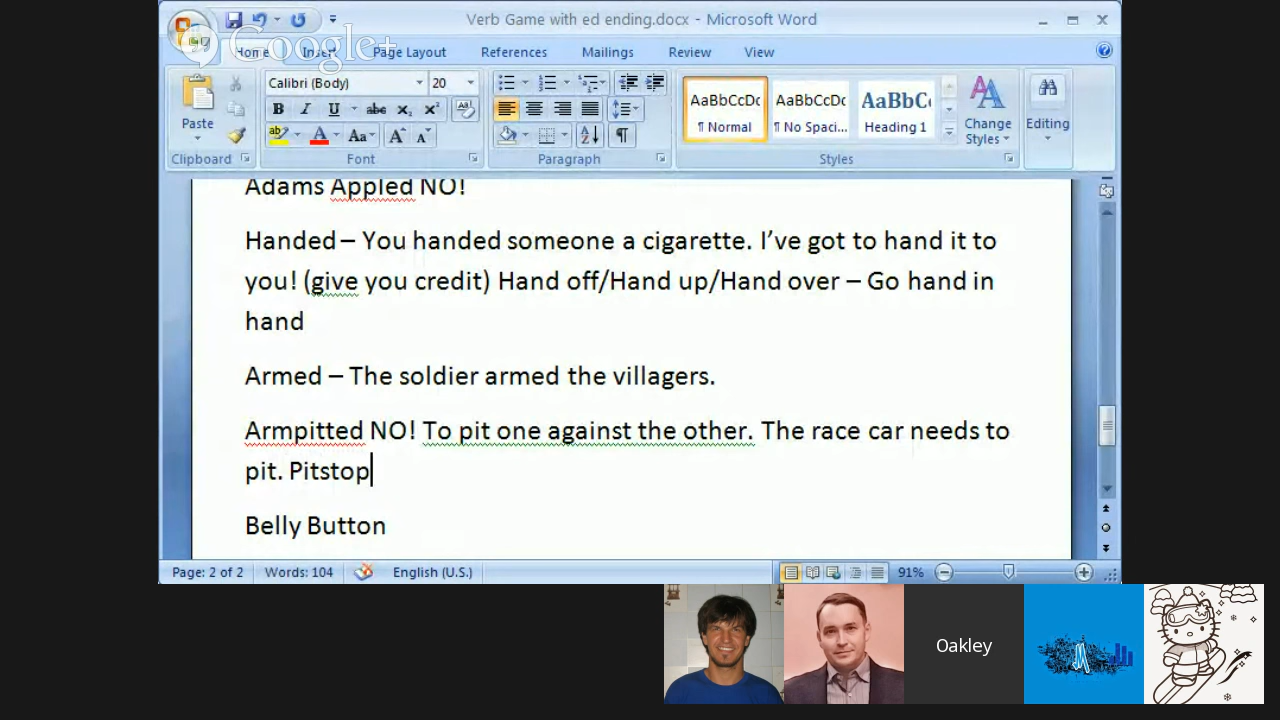 Verb Game with ed ending.docx - Microsoft Word
Google+
Home Insert Page Layout References Mailings Review View
Calibri (Body) 20
AaBbCcDc AaBbCcDc AaBbC
Paste
¶ Normal ¶ No Spaci... Heading 1 Change Styles Editing
Clipboard Font Paragraph Styles
Adams Appled NO!
Handed – You handed someone a cigarette. I’ve got to hand it to
you! (give you credit) Hand off/Hand up/Hand over – Go hand in
hand
Armed – The soldier armed the villagers.
Armpitted NO! To pit one against the other. The race car needs to
pit. Pitstop
Belly Button
Page: 2 of 2 Words: 104 English (U.S.) 91%
Oakley